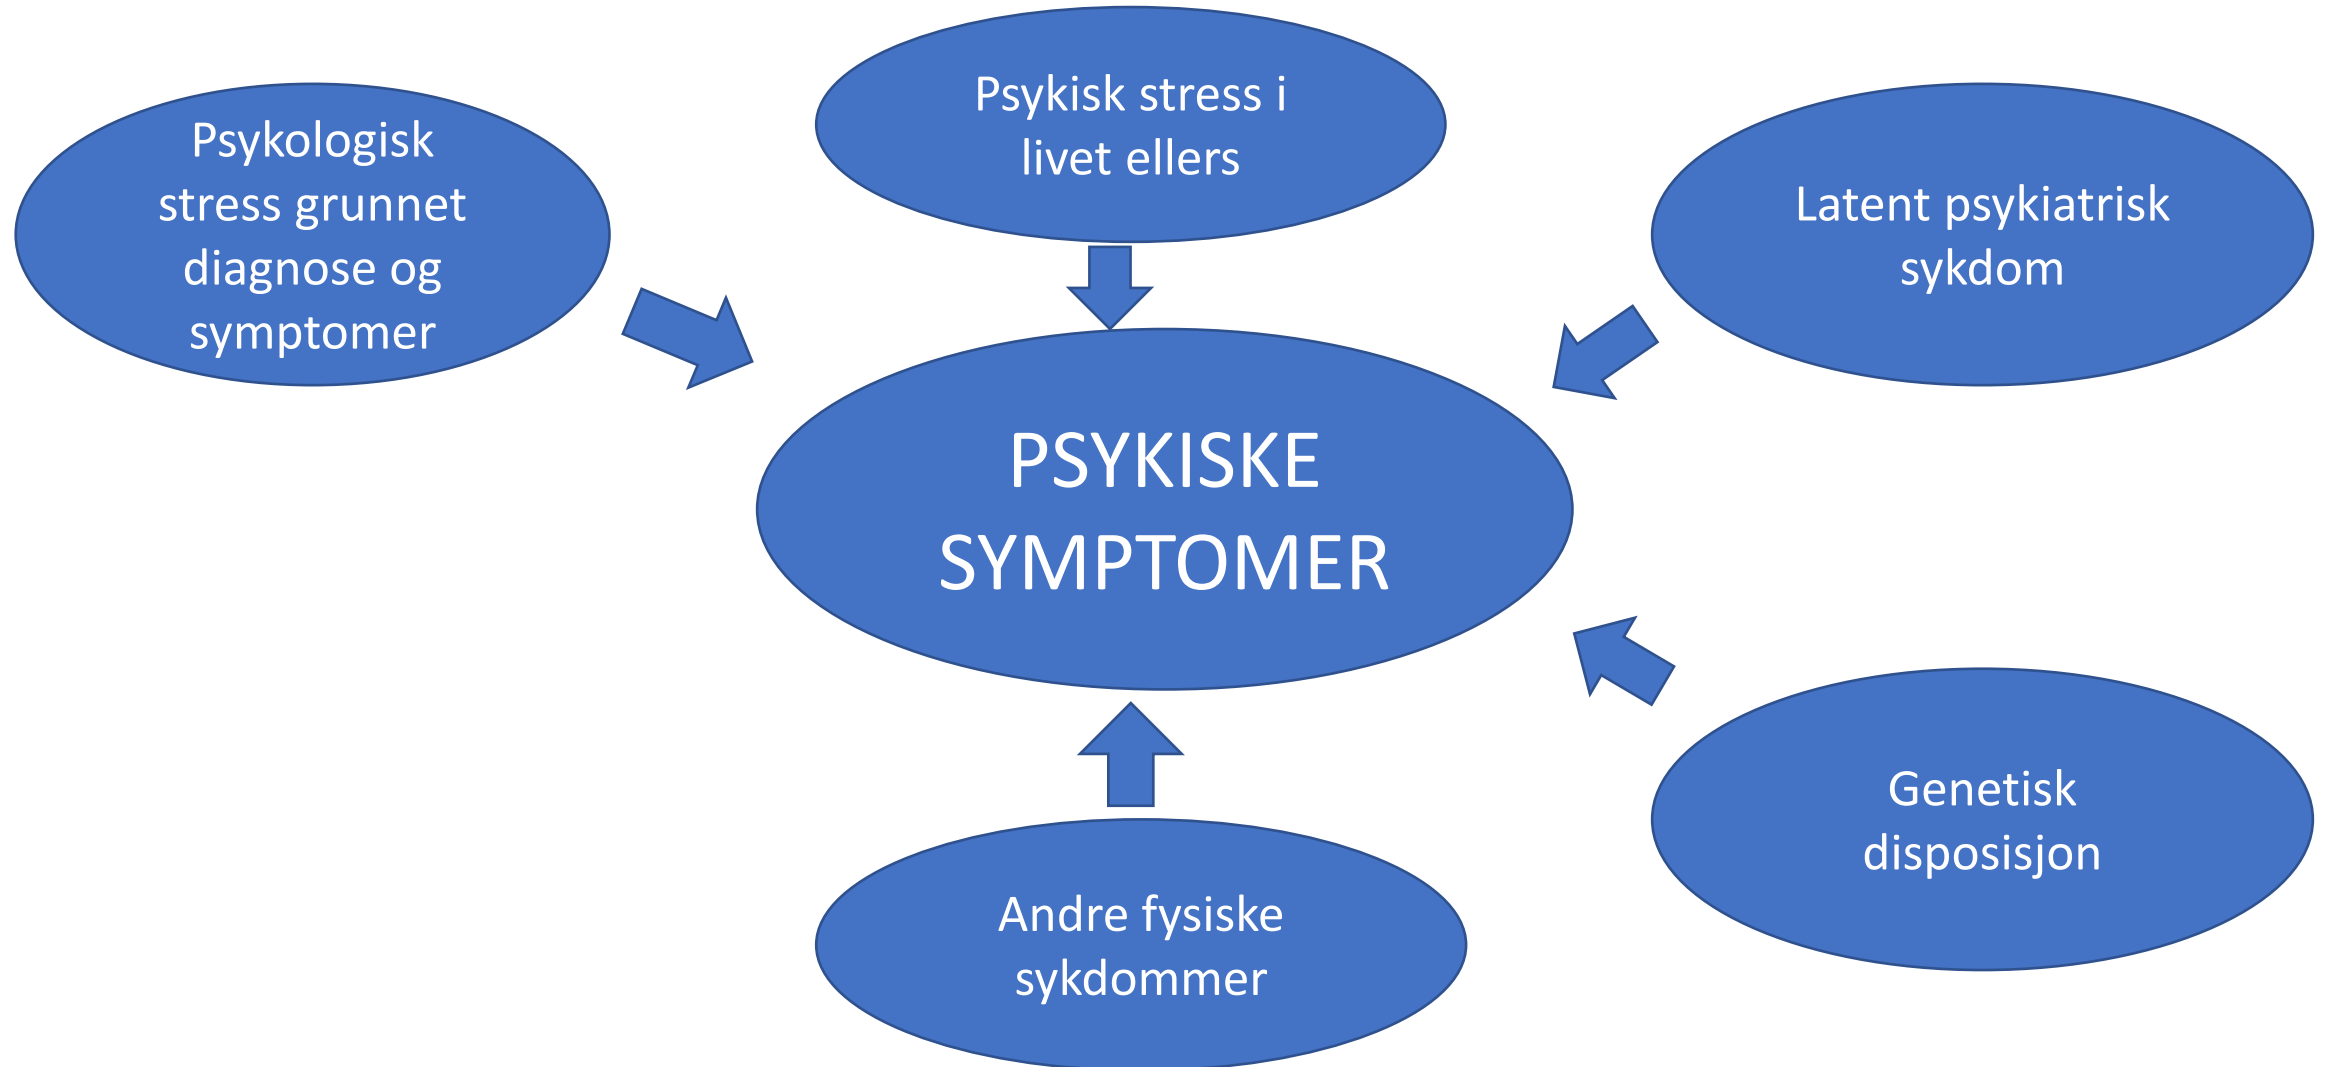 Psykologisk
stress grunnet
diagnose og
symptomer
Psykisk stress i
livet ellers
Latent psykiatrisk
sykdom
PSYKISKE
SYMPTOMER
Genetisk
disposisjon
Andre fysiske
sykdommer